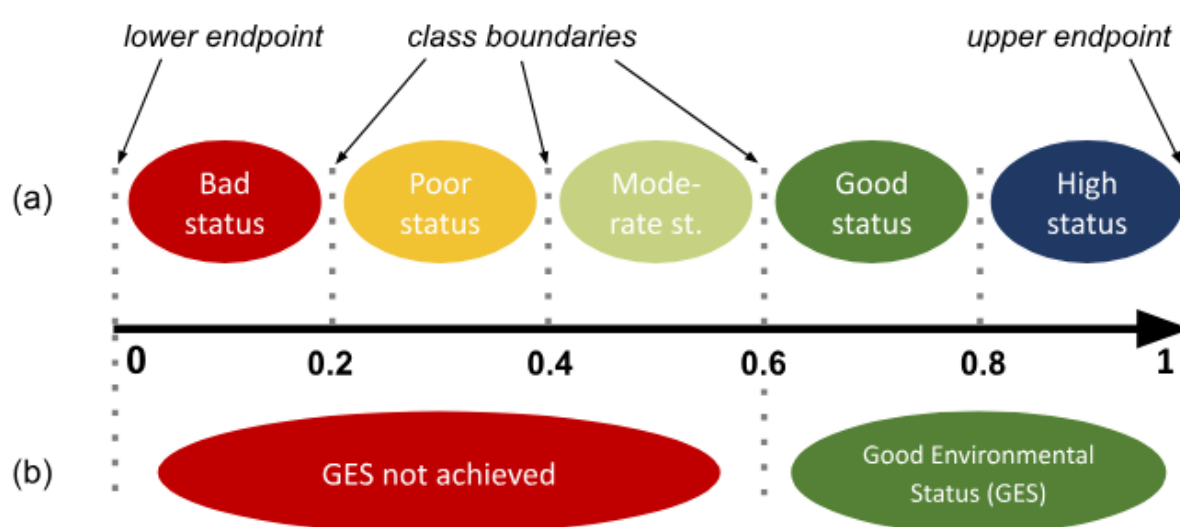 lower endpoint
class boundaries
upper endpoint
(a)
Bad
status
Poor
status
Mode-
rate st.
Good
status
High
status
0
0.2
0.4
0.6
0.8
1
(b)
GES not achieved
Good Environmental
Status (GES)